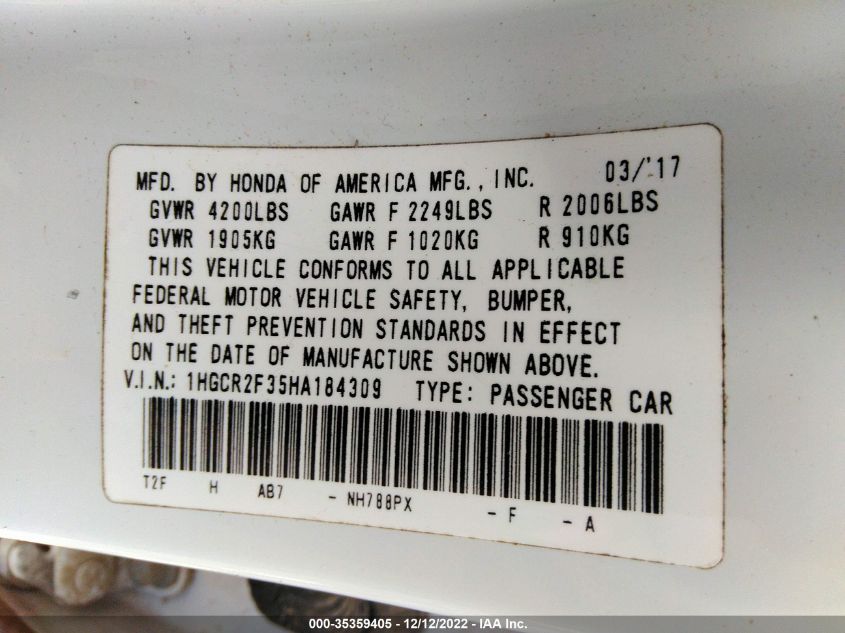 MFD. BY HONDA OF AMERICA MFG., INC. 03/'17
GVWR 4200LBS GAWR F 2249LBS R 2006LBS
GVWR 1905KG GAWR F 1020KG R 910KG
THIS VEHICLE CONFORMS TO ALL APPLICABLE
FEDERAL MOTOR VEHICLE SAFETY, BUMPER,
AND THEFT PREVENTION STANDARDS IN EFFECT
ON THE DATE OF MANUFACTURE SHOWN ABOVE.
V.I.N.: 1HGCR2F35HA184309 TYPE: PASSENGER CAR
T2F H AB7 - NH788PX - F - A
000-35359405 - 12/12/2022 - IAA Inc.